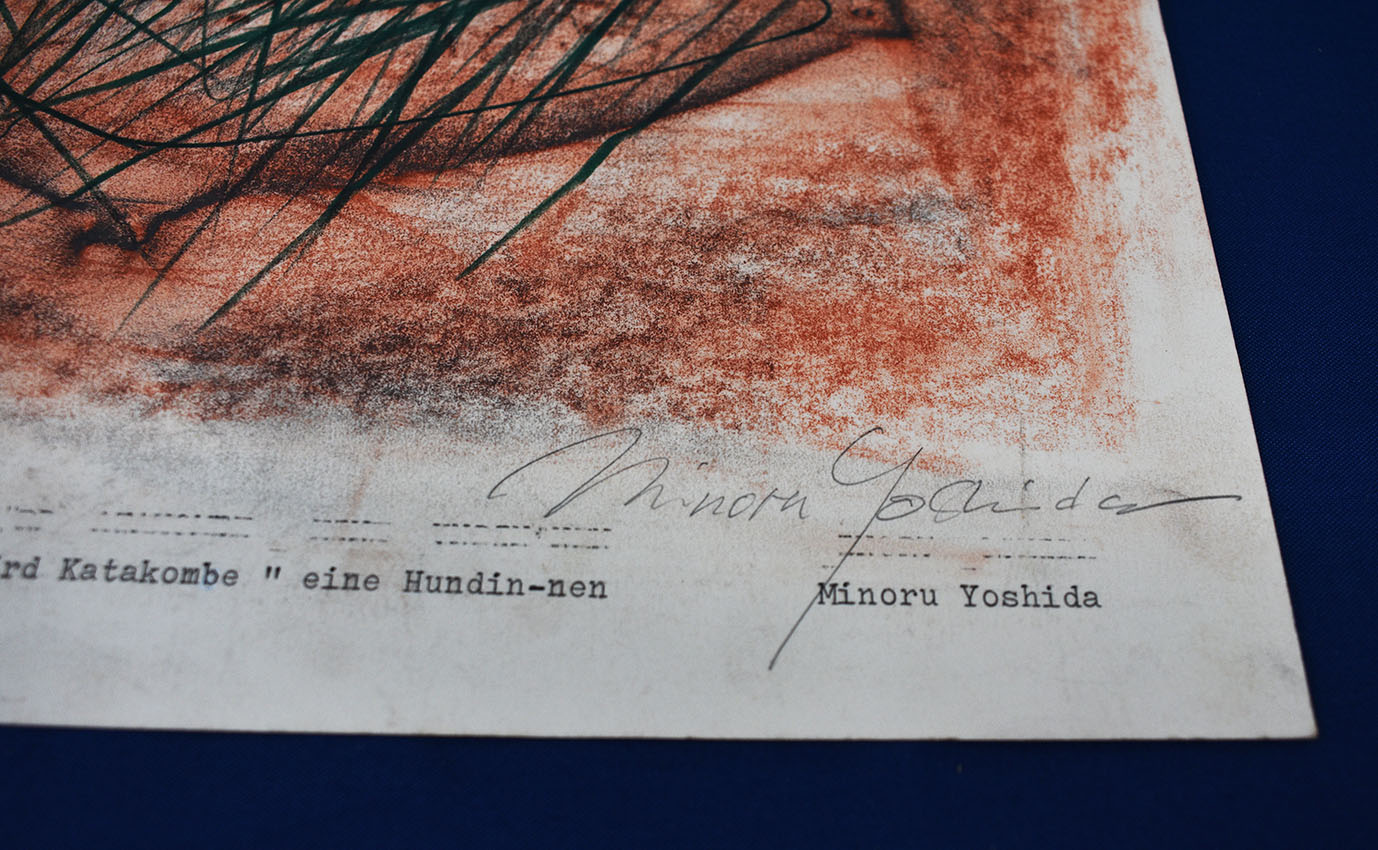 Minoru Yoshida
rd Katakombe " eine Hundin-nen Minoru Yoshida